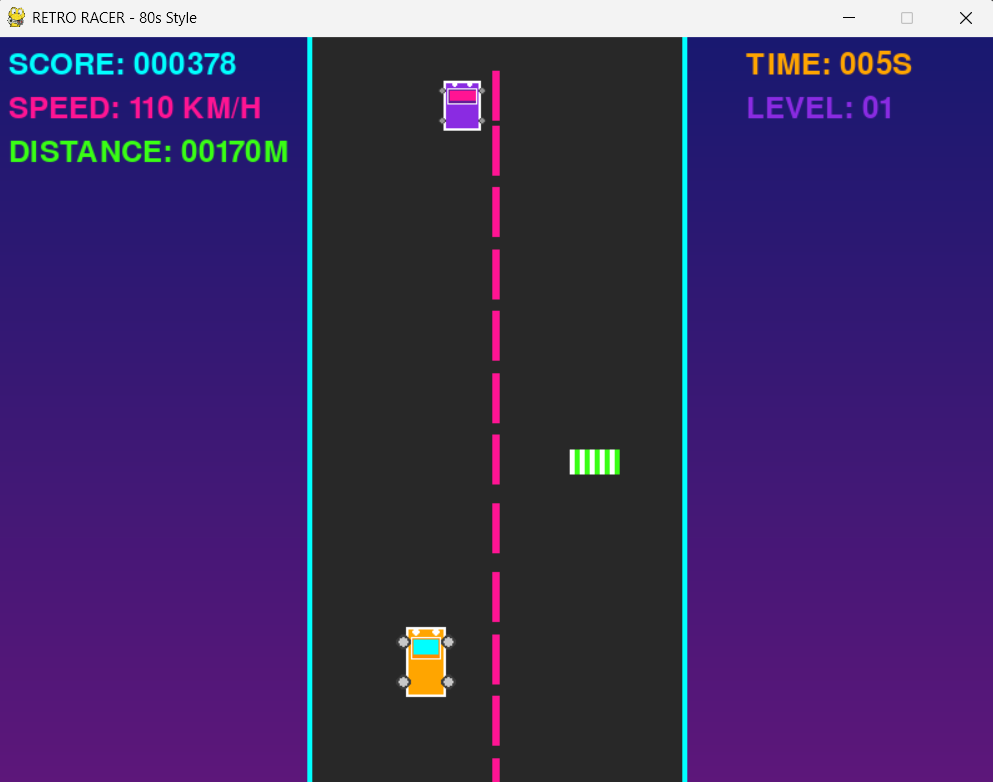 RETRO RACER - 80s Style
SCORE: 000378
SPEED: 110 KM/H
DISTANCE: 00170M
TIME: 005S
LEVEL: 01